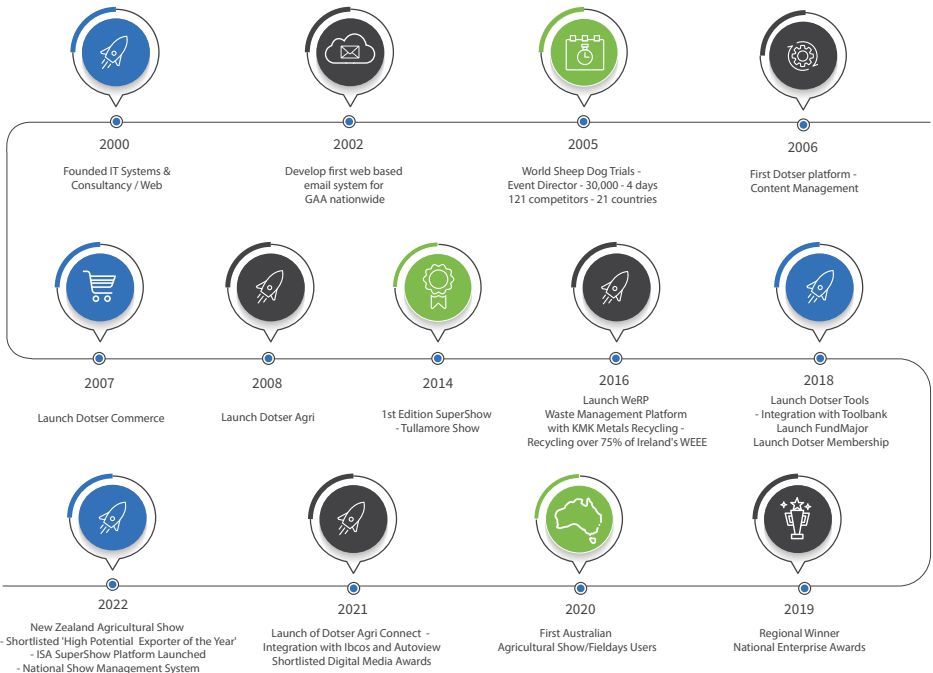 2000
Founded IT Systems &
Consultancy / Web
2002
Develop first web based
email system for
GAA nationwide
2005
World Sheep Dog Trials -
Event Director - 30,000 - 4 days
121 competitors - 21 countries
2006
First Dotser platform -
Content Management
2007
Launch Dotser Commerce
2008
Launch Dotser Agri
2014
1st Edition SuperShow
- Tullamore Show
2016
Launch WeRP
Waste Management Platform
with KMK Metals Recycling -
Recycling over 75% of Ireland's WEEE
2018
Launch Dotser Tools
- Integration with Toolbank
Launch FundMajor
Launch Dotser Membership
2022
New Zealand Agricultural Show
- Shortlisted 'High Potential Exporter of the Year'
- ISA SuperShow Platform Launched
- National Show Management System
2021
Launch of Dotser Agri Connect -
Integration with Ibcos and Autoview
Shortlisted Digital Media Awards
2020
First Australian
Agricultural Show/Fieldays Users
2019
Regional Winner
National Enterprise Awards